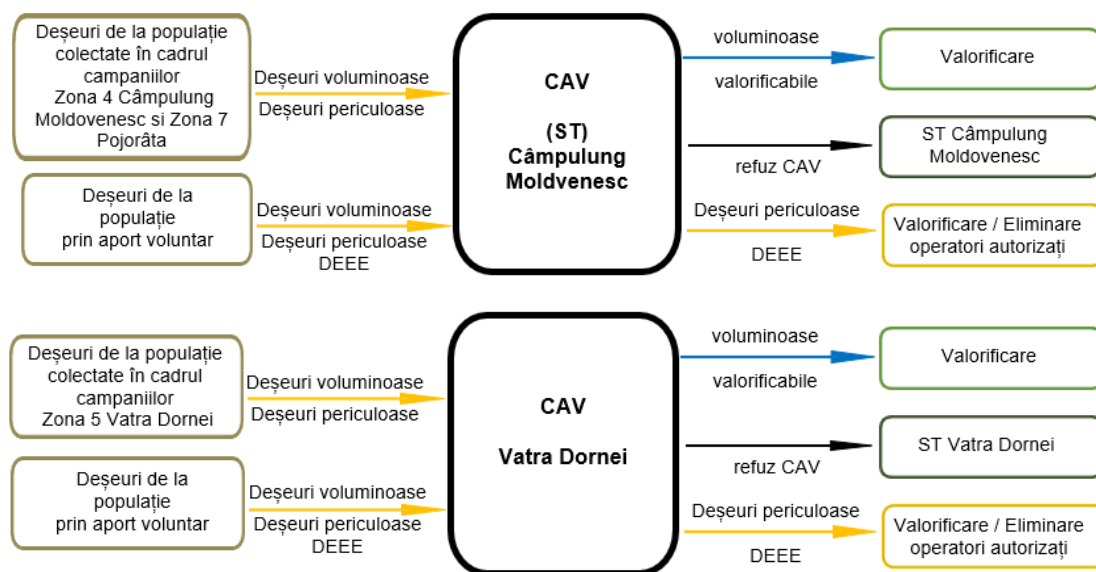 Deșeuri de la populație
colectate în cadrul
campaniilor
Zona 4 Câmpulung
Moldovenesc si Zona 7
Pojorâta
Deșeuri voluminoase
Deșeuri periculoase
Deșeuri de la
populație
prin aport voluntar
Deșeuri voluminoase
Deșeuri periculoase
DEEE
CAV
(ST)
Câmpulung
Moldvenesc
voluminoase
valorificabile
Valorificare
refuz CAV
ST Câmpulung
Moldovenesc
Deșeuri periculoase
DEEE
Valorificare / Eliminare
operatori autorizați
Deșeuri de la populație
colectate în cadrul
campaniilor
Zona 5 Vatra Dornei
Deșeuri voluminoase
Deșeuri periculoase
Deșeuri de la
populație
prin aport voluntar
Deșeuri voluminoase
Deșeuri periculoase
DEEE
CAV
Vatra Dornei
voluminoase
valorificabile
Valorificare
refuz CAV
ST Vatra Dornei
Deșeuri periculoase
DEEE
Valorificare / Eliminare
operatori autorizați